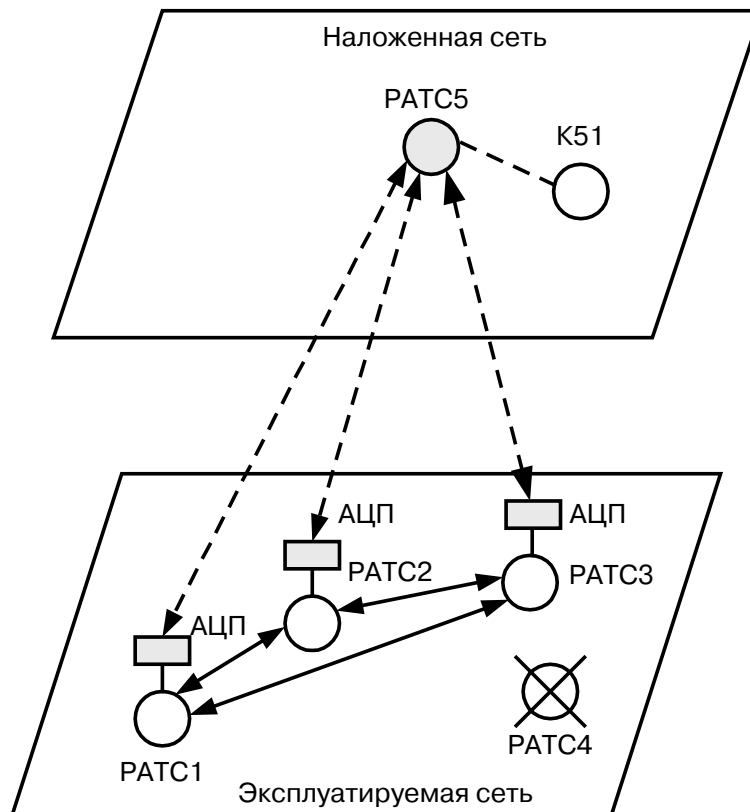 Наложенная сеть
РАТС5
К51
АЦП
АЦП
РАТС2
РАТС3
АЦП
РАТС4
РАТС1
Эксплуатируемая сеть